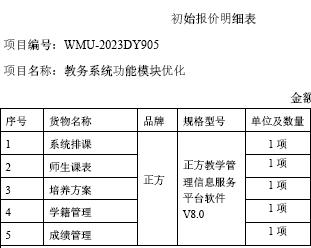 初始报价明细表
项目编号：WMU-2023DY905
项目名称：教务系统功能模块优化
金额
序号 货物名称 品牌 规格型号 单位及数量
1 系统排课 正方 正方教学管理信息服务平台软件 V8.0 1 项
2 师生课表 1 项
3 培养方案 1 项
4 学籍管理 1 项
5 成绩管理 1 项